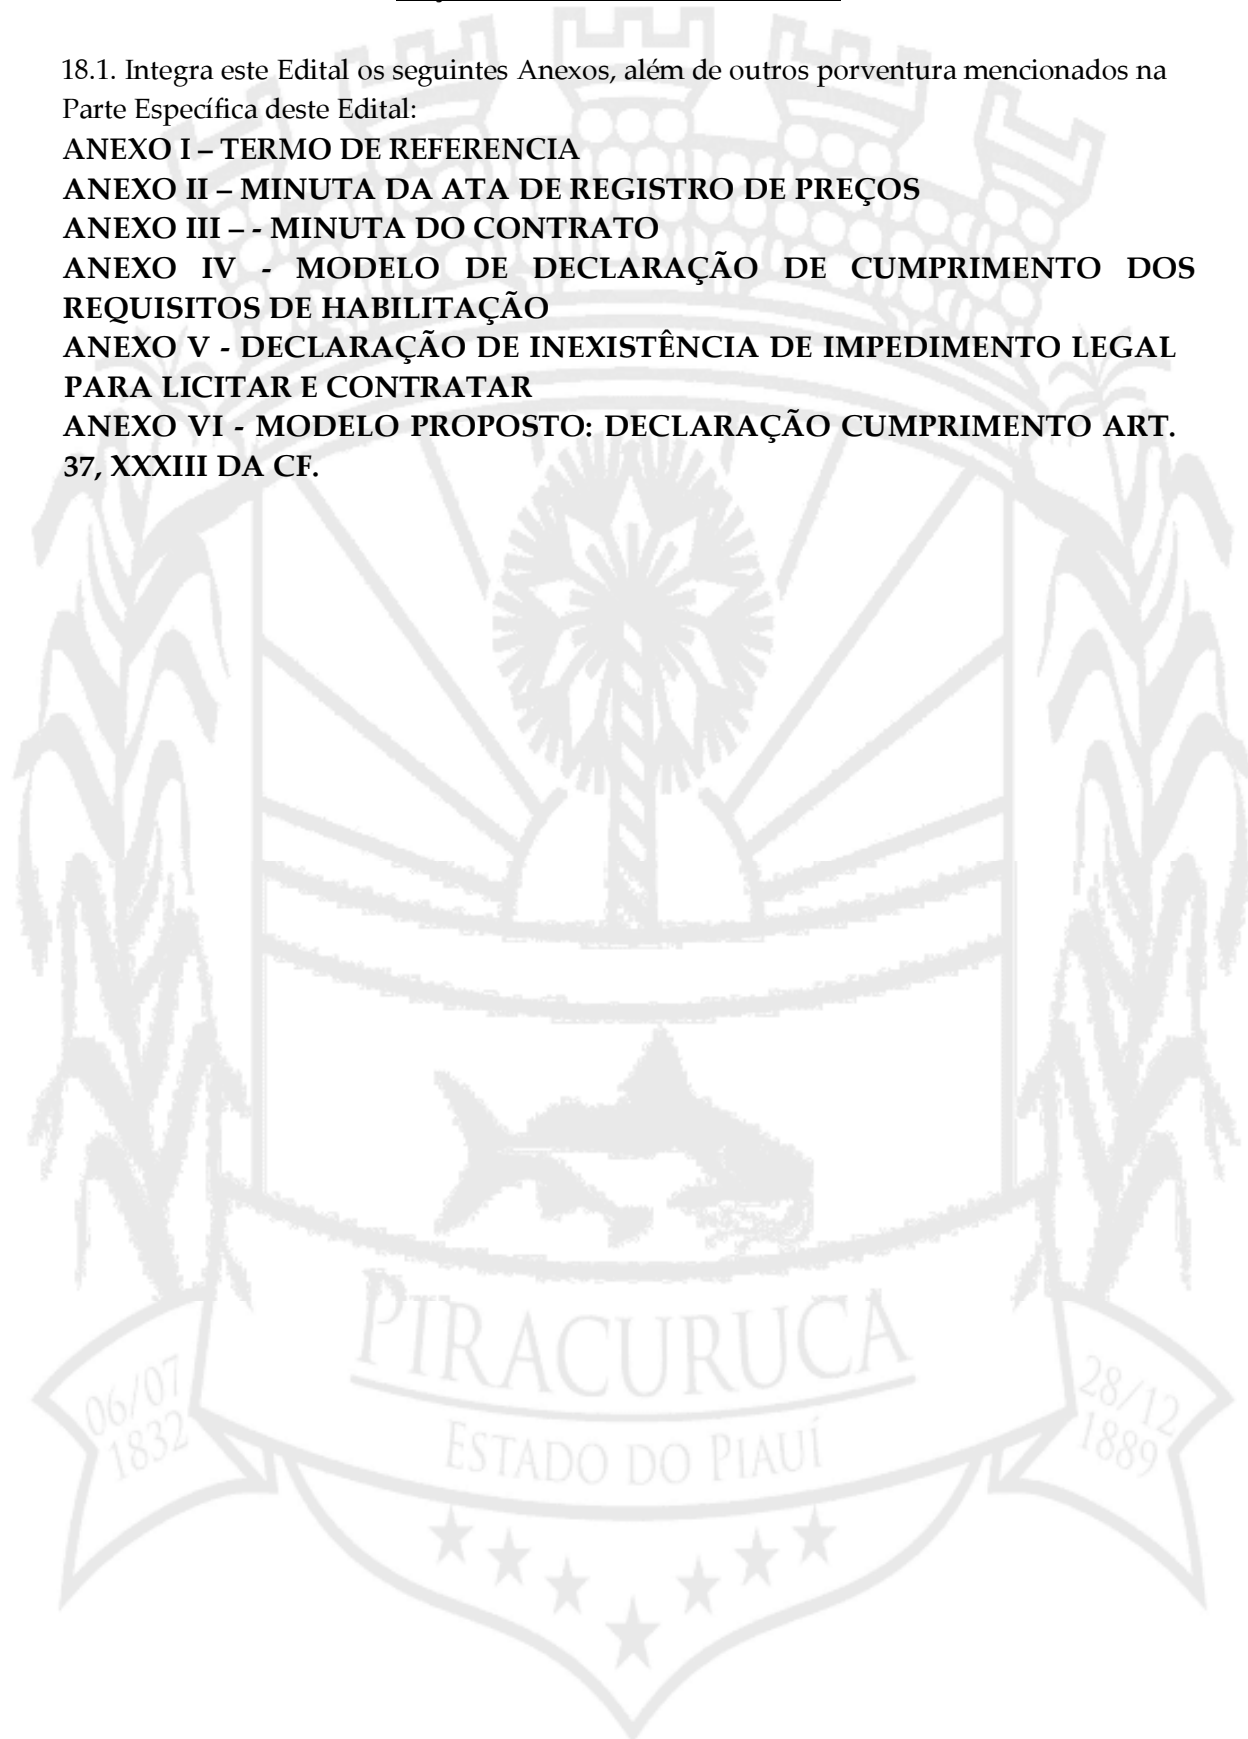 18.1. Integra este Edital os seguintes Anexos, além de outros porventura mencionados na
Parte Específica deste Edital:
ANEXO I – TERMO DE REFERENCIA
ANEXO II – MINUTA DA ATA DE REGISTRO DE PREÇOS
ANEXO III – - MINUTA DO CONTRATO
ANEXO IV - MODELO DE DECLARAÇÃO DE CUMPRIMENTO DOS
REQUISITOS DE HABILITAÇÃO
ANEXO V - DECLARAÇÃO DE INEXISTÊNCIA DE IMPEDIMENTO LEGAL
PARA LICITAR E CONTRATAR
ANEXO VI - MODELO PROPOSTO: DECLARAÇÃO CUMPRIMENTO ART.
37, XXXIII DA CF.
PIRACURUCA
06/07
1832
28/12
1889
ESTADO DO PIAUÍ